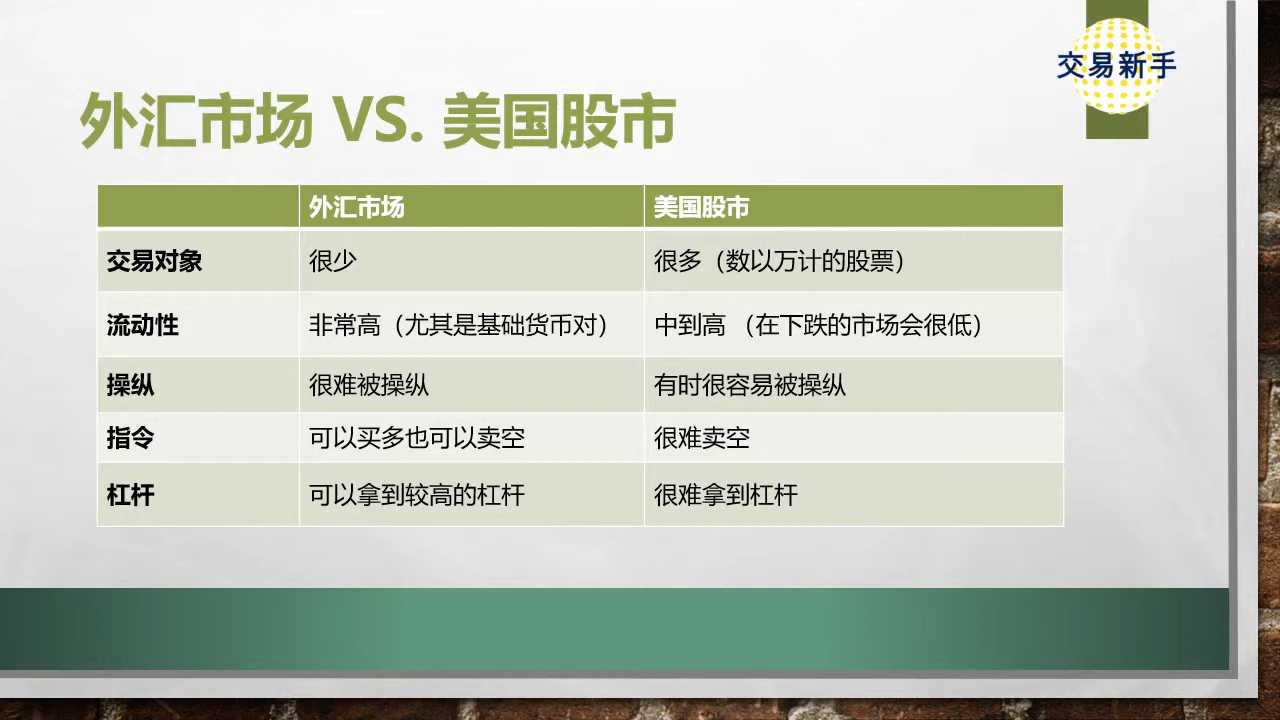 交易新手
外汇市场 VS. 美国股市
外汇市场 美国股市
交易对象 很少 很多（数以万计的股票）
流动性 非常高（尤其是基础货币对） 中到高 （在下跌的市场会很低）
操纵 很难被操纵 有时很容易被操纵
指令 可以买多也可以卖空 很难卖空
杠杆 可以拿到较高的杠杆 很难拿到杠杆